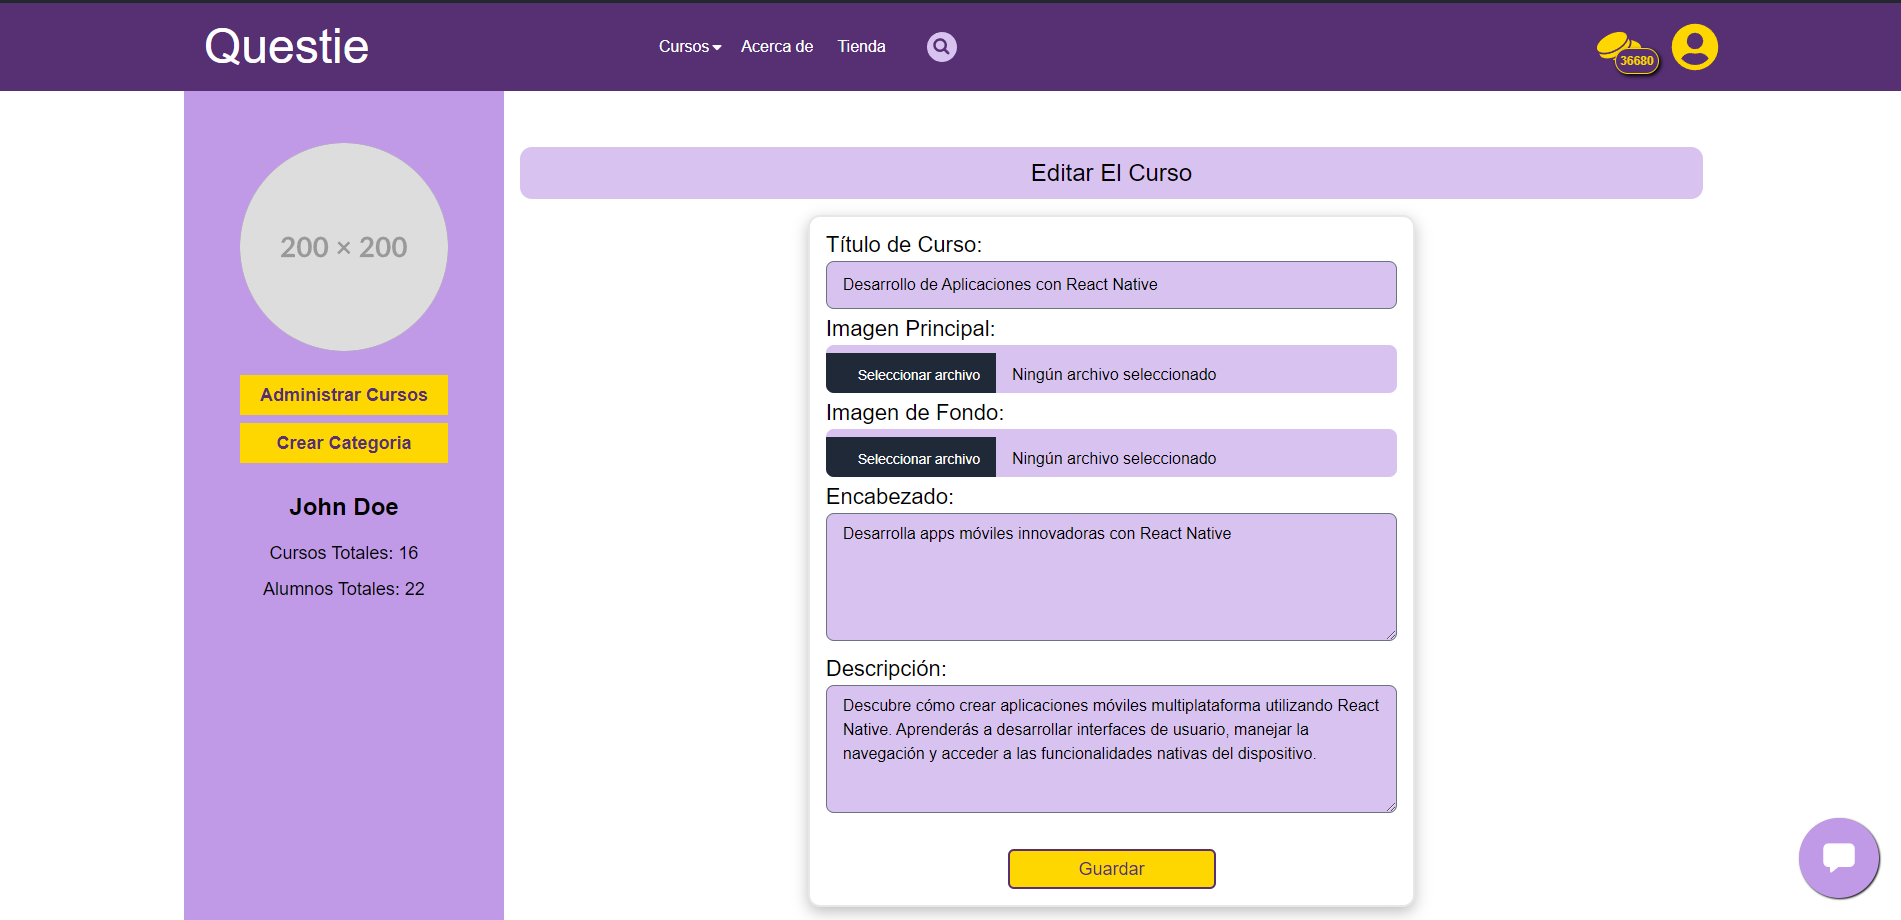 Questie
Cursos
Acerca de
Tienda
36680
200 × 200
Administrar Cursos
Crear Categoria
John Doe
Cursos Totales: 16
Alumnos Totales: 22
Editar El Curso
Título de Curso:
Desarrollo de Aplicaciones con React Native
Imagen Principal:
Seleccionar archivo
Ningún archivo seleccionado
Imagen de Fondo:
Seleccionar archivo
Ningún archivo seleccionado
Encabezado:
Desarrolla apps móviles innovadoras con React Native
Descripción:
Descubre cómo crear aplicaciones móviles multiplataforma utilizando React
Native. Aprenderás a desarrollar interfaces de usuario, manejar la
navegación y acceder a las funcionalidades nativas del dispositivo.
Guardar